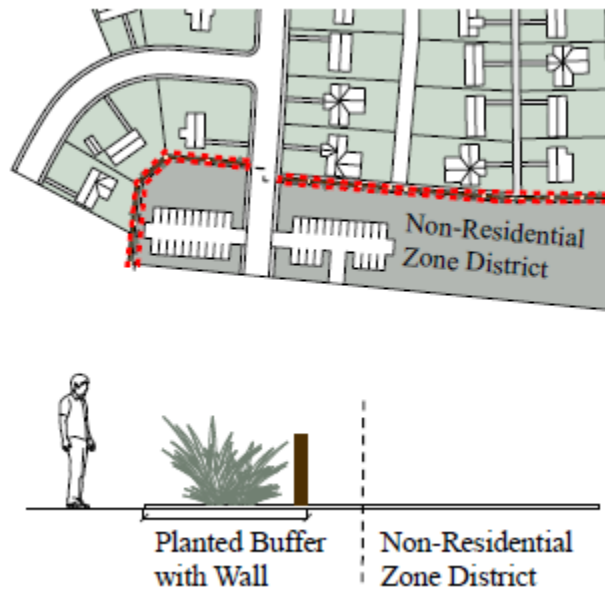 Non-Residential
Zone District
Planted Buffer
with Wall
Non-Residential
Zone District